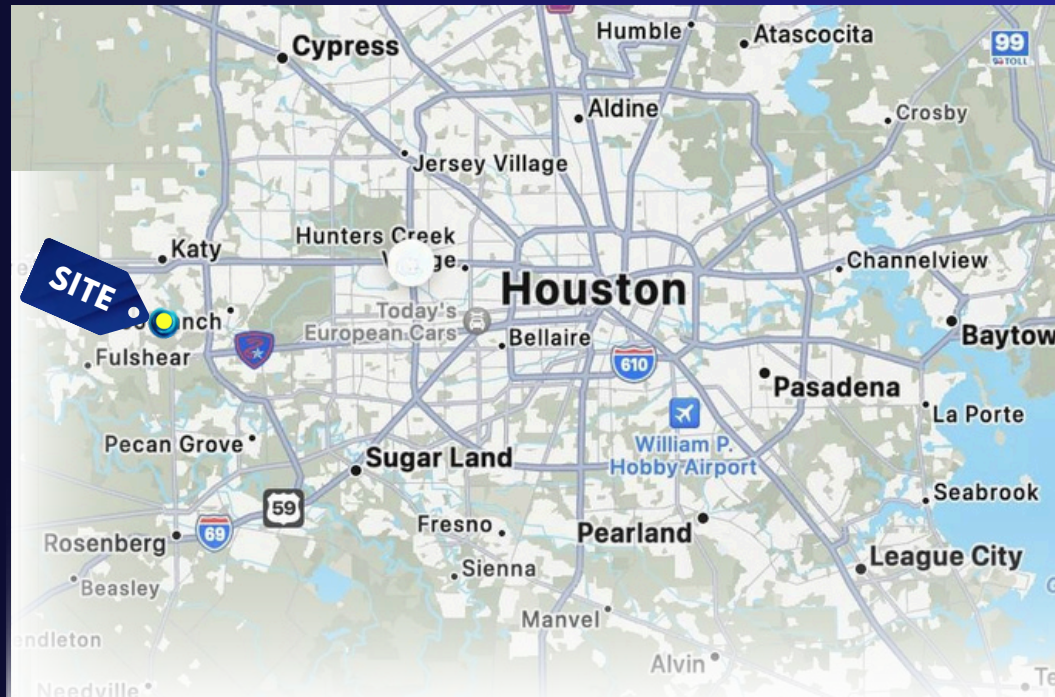 Humble
Atascocita
Cypress
99
TOLL
Aldine
Crosby
Jersey Village
Katy
Hunters Creek
Channelview
SITE
Houston
Today's
European Cars
Bellaire
Baytow
Fulshear
610
Pasadena
La Porte
Pecan Grove
William P.
Hobby Airport
Sugar Land
59
Seabrook
Fresno
Pearland
69
Rosenberg
League City
Sienna
Beasley
Manvel
Alvin
Needville